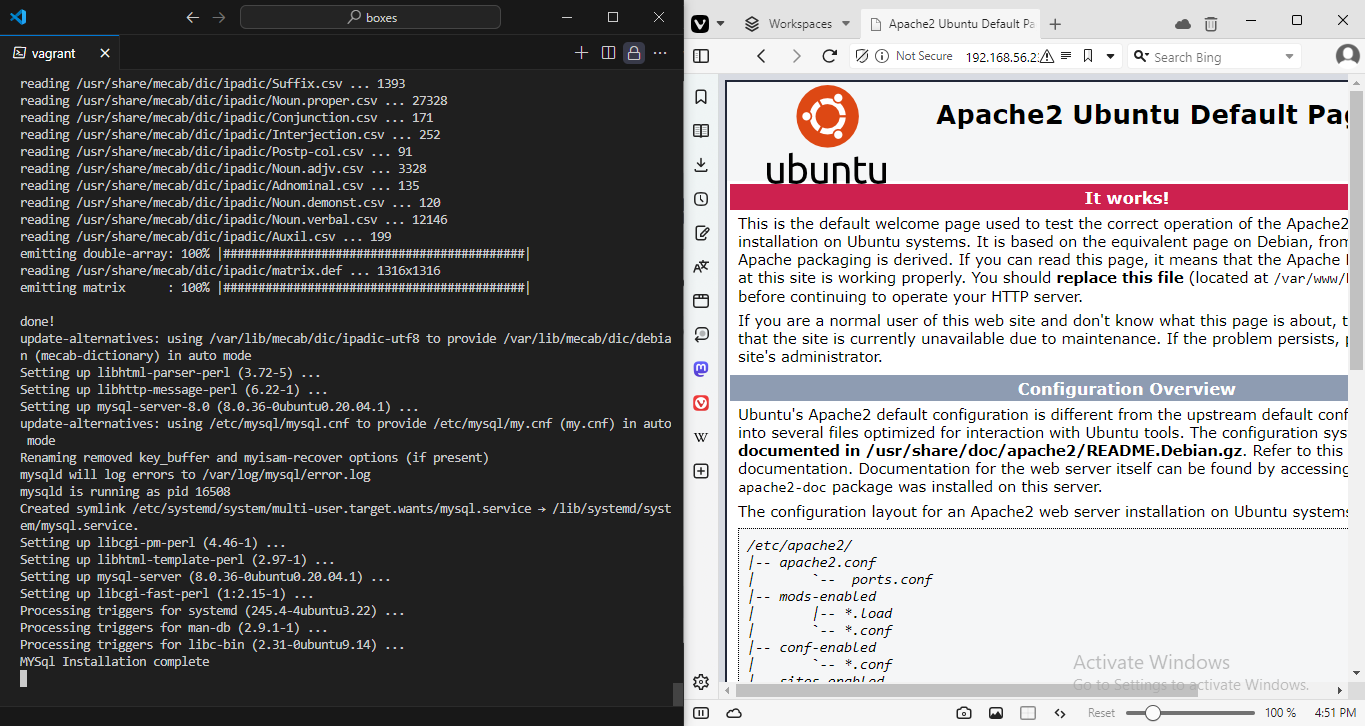 boxes
vagrant
reading /usr/share/mecab/dic/ipadic/Suffix.csv ... 1393
reading /usr/share/mecab/dic/ipadic/Noun.proper.csv ... 27328
reading /usr/share/mecab/dic/ipadic/Conjunction.csv ... 171
reading /usr/share/mecab/dic/ipadic/Interjection.csv ... 252
reading /usr/share/mecab/dic/ipadic/Postp-col.csv ... 91
reading /usr/share/mecab/dic/ipadic/Noun.adjv.csv ... 3328
reading /usr/share/mecab/dic/ipadic/Adnominal.csv ... 135
reading /usr/share/mecab/dic/ipadic/Noun.demonst.csv ... 120
reading /usr/share/mecab/dic/ipadic/Noun.verbal.csv ... 12146
reading /usr/share/mecab/dic/ipadic/Auxil.csv ... 199
emitting double-array: 100% |###########################################|
reading /usr/share/mecab/dic/ipadic/matrix.def ... 1316x1316
emitting matrix      : 100% |###########################################|
done!
update-alternatives: using /var/lib/mecab/dic/ipadic-utf8 to provide /var/lib/mecab/dic/debia
n (mecab-dictionary) in auto mode
Setting up libhtml-parser-perl (3.72-5) ...
Setting up libhttp-message-perl (6.22-1) ...
Setting up mysql-server-8.0 (8.0.36-0ubuntu0.20.04.1) ...
update-alternatives: using /etc/mysql/mysql.cnf to provide /etc/mysql/my.cnf (my.cnf) in auto
 mode
Renaming removed key_buffer and myisam-recover options (if present)
mysqld will log errors to /var/log/mysql/error.log
mysqld is running as pid 16508
Created symlink /etc/systemd/system/multi-user.target.wants/mysql.service → /lib/systemd/syst
em/mysql.service.
Setting up libcgi-pm-perl (4.46-1) ...
Setting up libhtml-template-perl (2.97-1) ...
Setting up mysql-server (8.0.36-0ubuntu0.20.04.1) ...
Setting up libcgi-fast-perl (1:2.15-1) ...
Processing triggers for systemd (245.4-4ubuntu3.22) ...
Processing triggers for man-db (2.9.1-1) ...
Processing triggers for libc-bin (2.31-0ubuntu9.14) ...
MYSql Installation complete
Workspaces
Apache2 Ubuntu Default Pa
Not Secure 192.168.56.2
Search Bing
ubuntu
Apache2 Ubuntu Default Pa
It works!
This is the default welcome page used to test the correct operation of the Apache2
installation on Ubuntu systems. It is based on the equivalent page on Debian, from
Apache packaging is derived. If you can read this page, it means that the Apache
at this site is working properly. You should replace this file (located at /var/www/
before continuing to operate your HTTP server.
If you are a normal user of this web site and don't know what this page is about, t
that the site is currently unavailable due to maintenance. If the problem persists,
site's administrator.
Configuration Overview
Ubuntu's Apache2 default configuration is different from the upstream default conf
into several files optimized for interaction with Ubuntu tools. The configuration sys
documented in /usr/share/doc/apache2/README.Debian.gz. Refer to this
documentation. Documentation for the web server itself can be found by accessing
apache2-doc package was installed on this server.
The configuration layout for an Apache2 web server installation on Ubuntu systems
/etc/apache2/
|-- apache2.conf
|       `--  ports.conf
|-- mods-enabled
|       |-- *.load
|       `-- *.conf
|-- conf-enabled
|       `-- *.conf
|-- sites-enabled
Activate Windows
Go to Settings to activate Windows.
Reset
100 %
4:51 PM